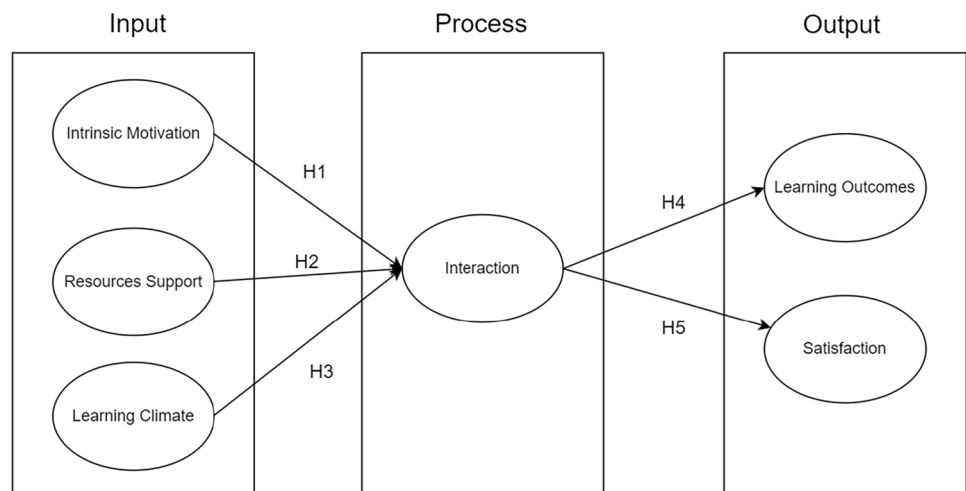 Input
Process
Output
Intrinsic Motivation
H1
Resources Support
H2
Learning Climate
H3
Interaction
H4
Learning Outcomes
H5
Satisfaction